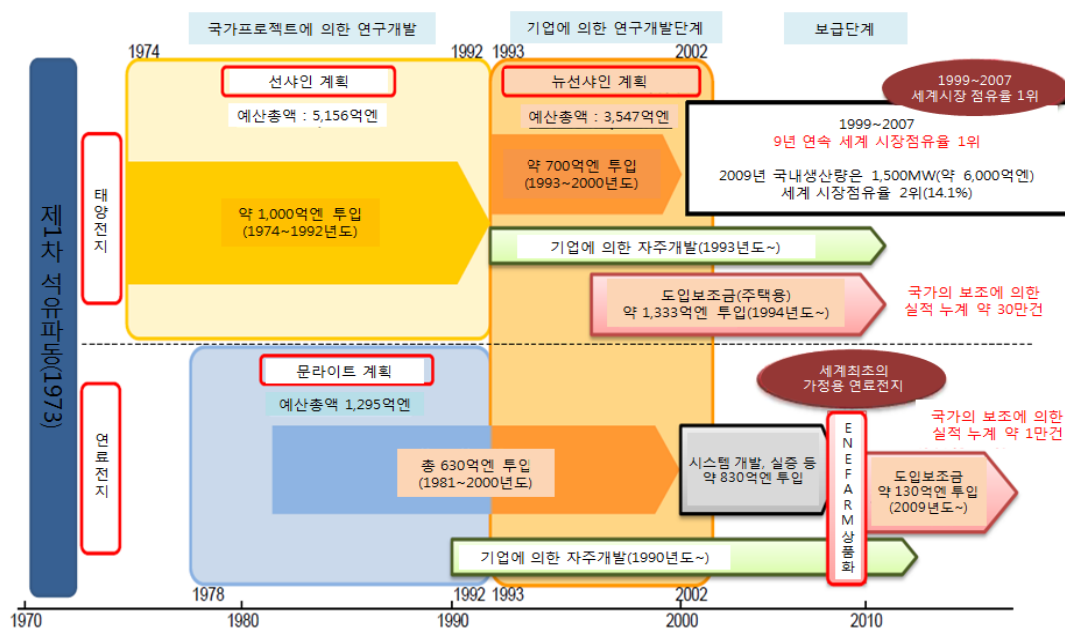 국가프로젝트에 의한 연구개발
기업에 의한 연구개발단계
보급단계
1974
1992
1993
2002
제1차 석유파동(1973)
태양전지
선샤인 계획
예산총액 : 5,156억엔
약 1,000억엔 투입
(1974~1992년도)
뉴선샤인 계획
예산총액 : 3,547억엔
약 700억엔 투입
(1993~2000년도)
1999~2007
세계시장 점유율 1위
1999~2007
9년 연속 세계 시장점유율 1위
2009년 국내생산량은 1,500MW(약 6,000억엔)
세계 시장점유율 2위(14.1%)
기업에 의한 자주개발(1993년도~)
도입보조금(주택용)
약 1,333억엔 투입(1994년도~)
국가의 보조에 의한
실적 누계 약 30만건
연료전지
문라이트 계획
예산총액 1,295억엔
총 630억엔 투입
(1981~2000년도)
시스템 개발, 실증 등
약 830억엔 투입
세계최초의
가정용 연료전지
ENEFARM상품화
국가의 보조에 의한
실적 누계 약 1만건
도입보조금
약 130억엔 투입
(2009년도~)
기업에 의한 자주개발(1990년도~)
1978
1992
1993
2002
1970
1980
1990
2000
2010